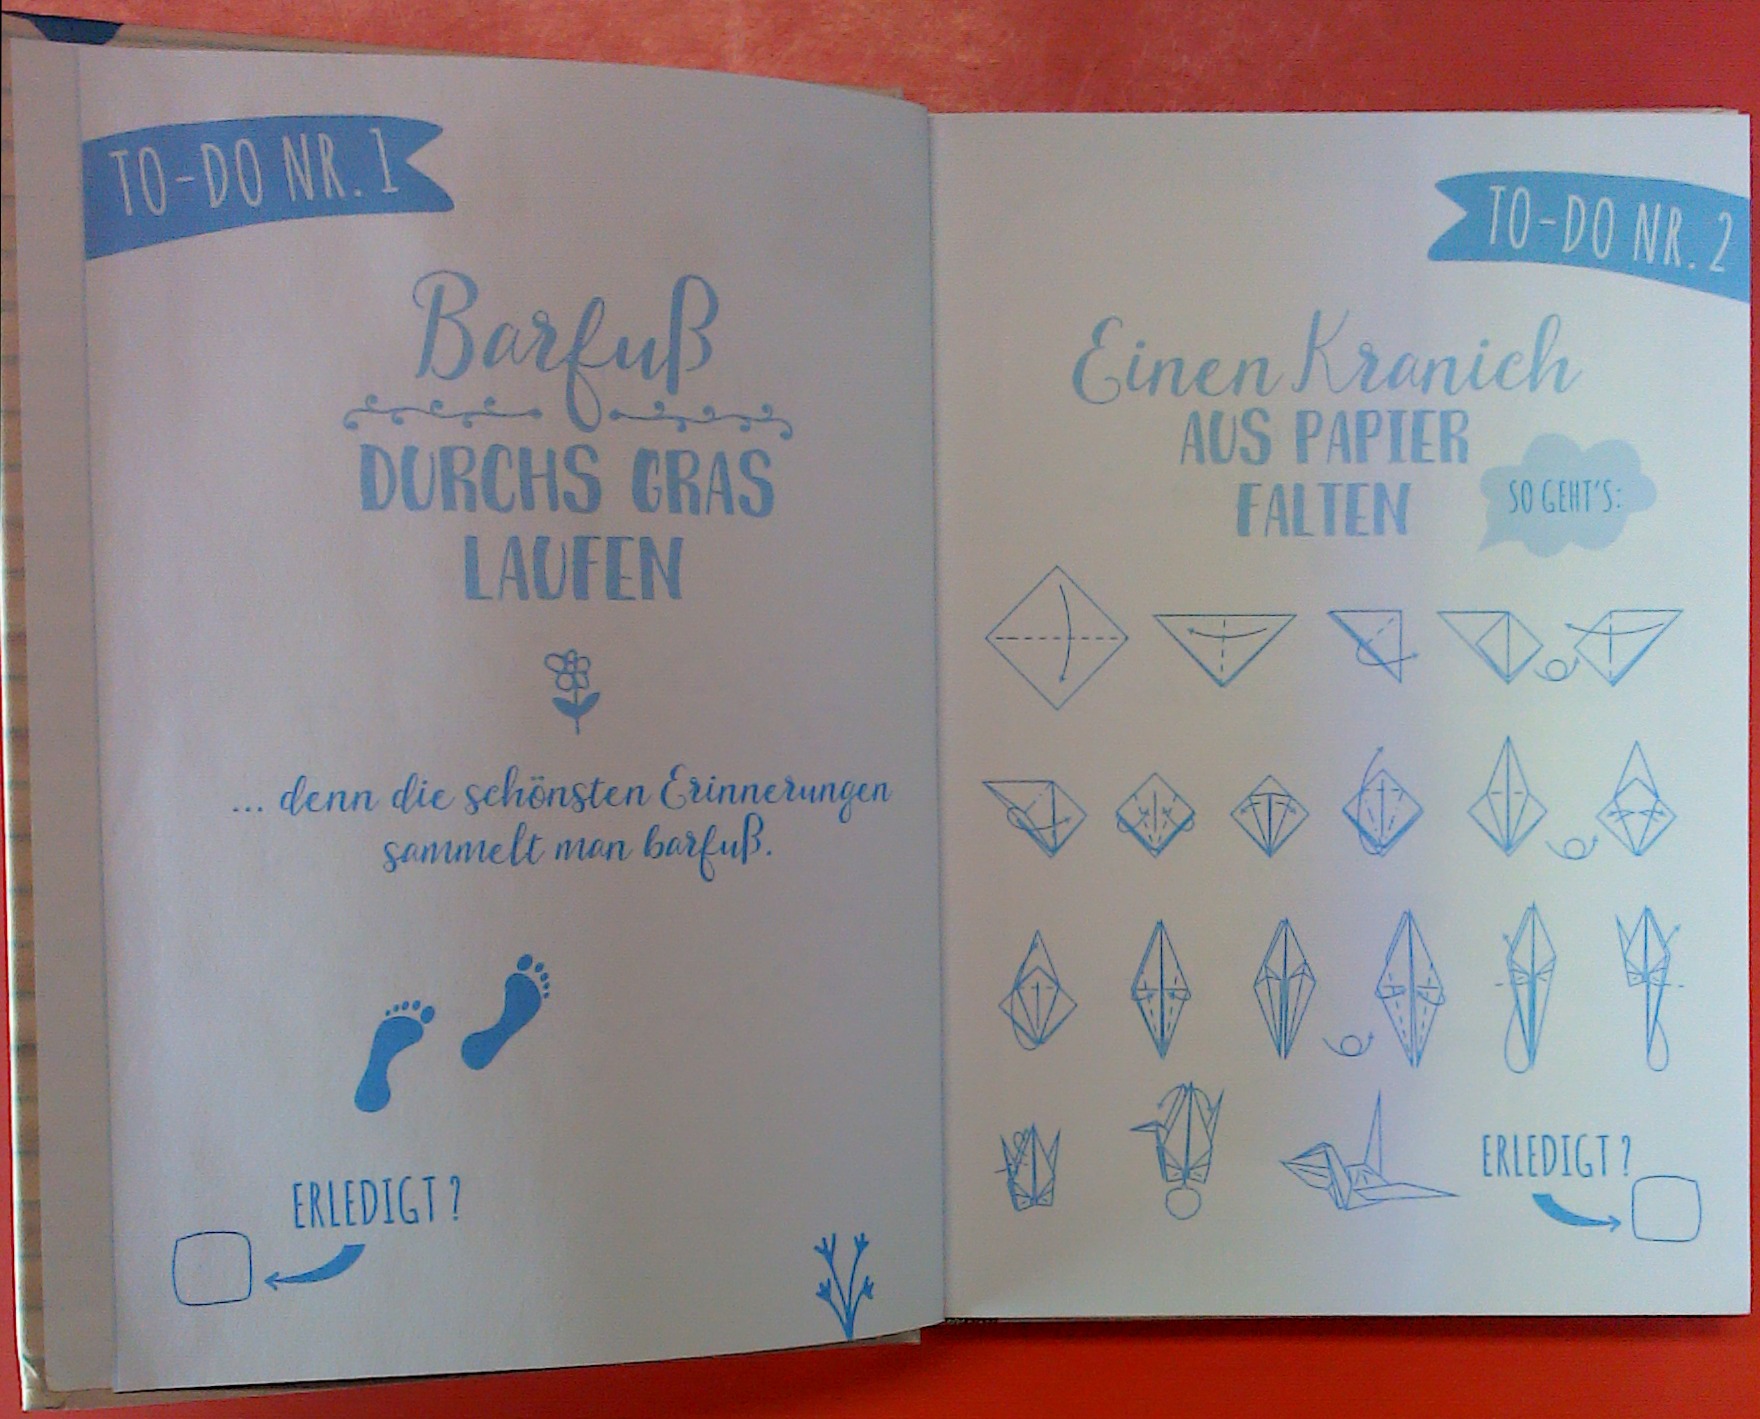 TO-DO NR. 1
Barfuß
DURCHS GRAS
LAUFEN
... denn die schönsten Erinnerungen
sammelt man barfuß.
ERLEDIGT?
TO-DO NR. 2
Einen Kranich
AUS PAPIER
FALTEN
SO GEHT'S:
ERLEDIGT?